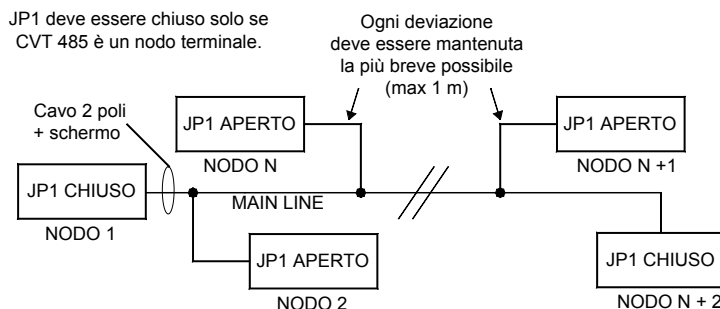 JP1 deve essere chiuso solo se
CVT 485 è un nodo terminale.
Ogni deviazione
deve essere mantenuta
la più breve possibile
(max 1 m)
Cavo 2 poli
+ schermo
JP1 APERTO
NODO N
JP1 APERTO
NODO N +1
JP1 CHIUSO
NODO 1
MAIN LINE
JP1 APERTO
NODO 2
JP1 CHIUSO
NODO N + 2